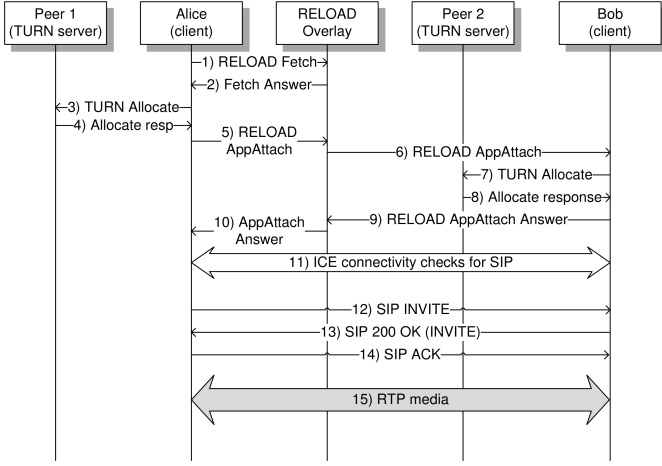 Peer 1
(TURN server)
Alice
(client)
RELOAD
Overlay
Peer 2
(TURN server)
Bob
(client)
1) RELOAD Fetch
2) Fetch Answer
3) TURN Allocate
4) Allocate resp
5) RELOAD
AppAttach
6) RELOAD AppAttach
7) TURN Allocate
8) Allocate response
9) RELOAD AppAttach Answer
10) AppAttach
Answer
11) ICE connectivity checks for SIP
12) SIP INVITE
13) SIP 200 OK (INVITE)
14) SIP ACK
15) RTP media